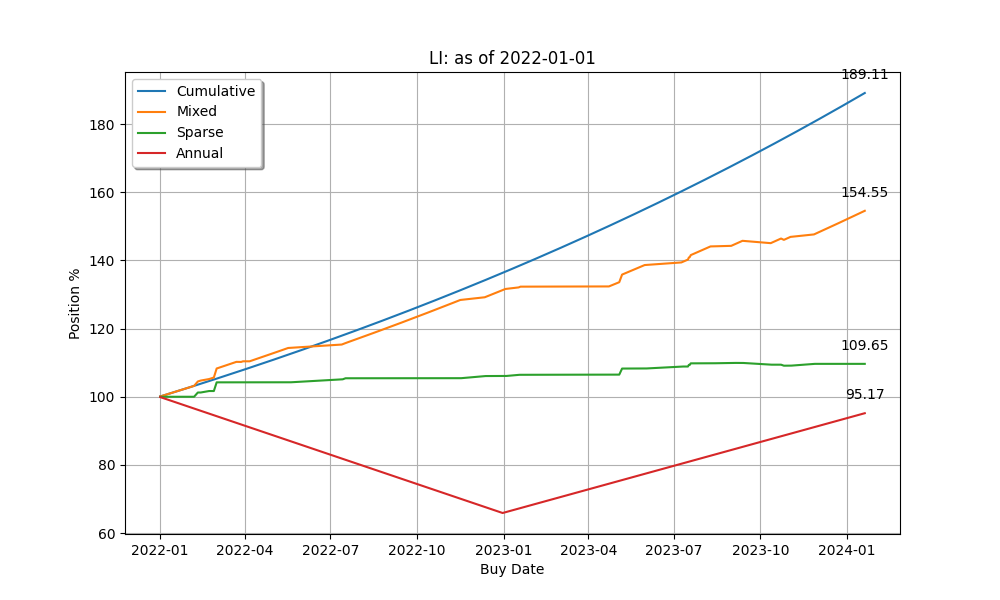 LI: as of 2022-01-01
Cumulative
Mixed
Sparse
Annual
189.11
154.55
109.65
95.17
180
160
140
120
100
80
60
Position %
2022-01 2022-04 2022-07 2022-10 2023-01 2023-04 2023-07 2023-10 2024-01
Buy Date